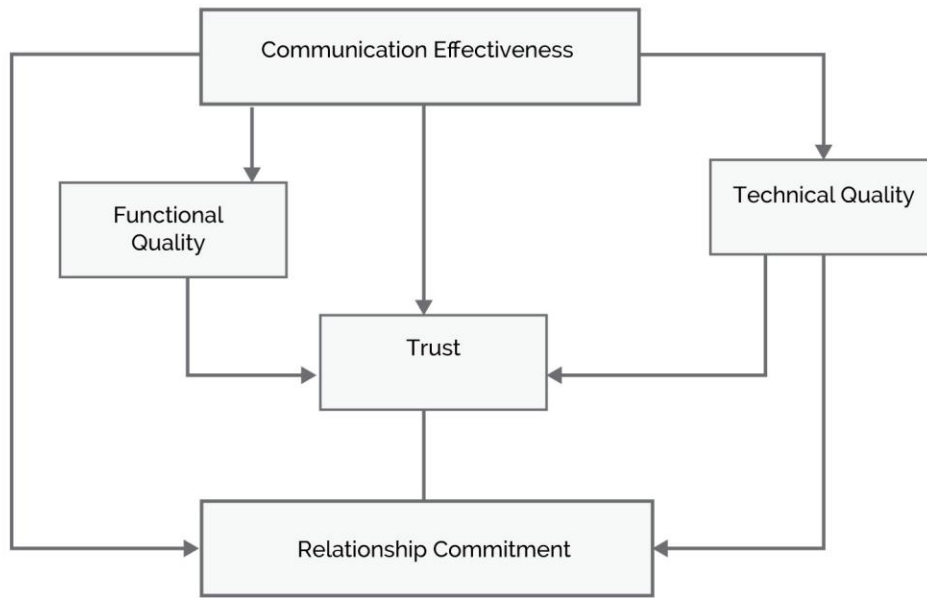 Communication Effectiveness
Functional
Quality
Technical Quality
Trust
Relationship Commitment